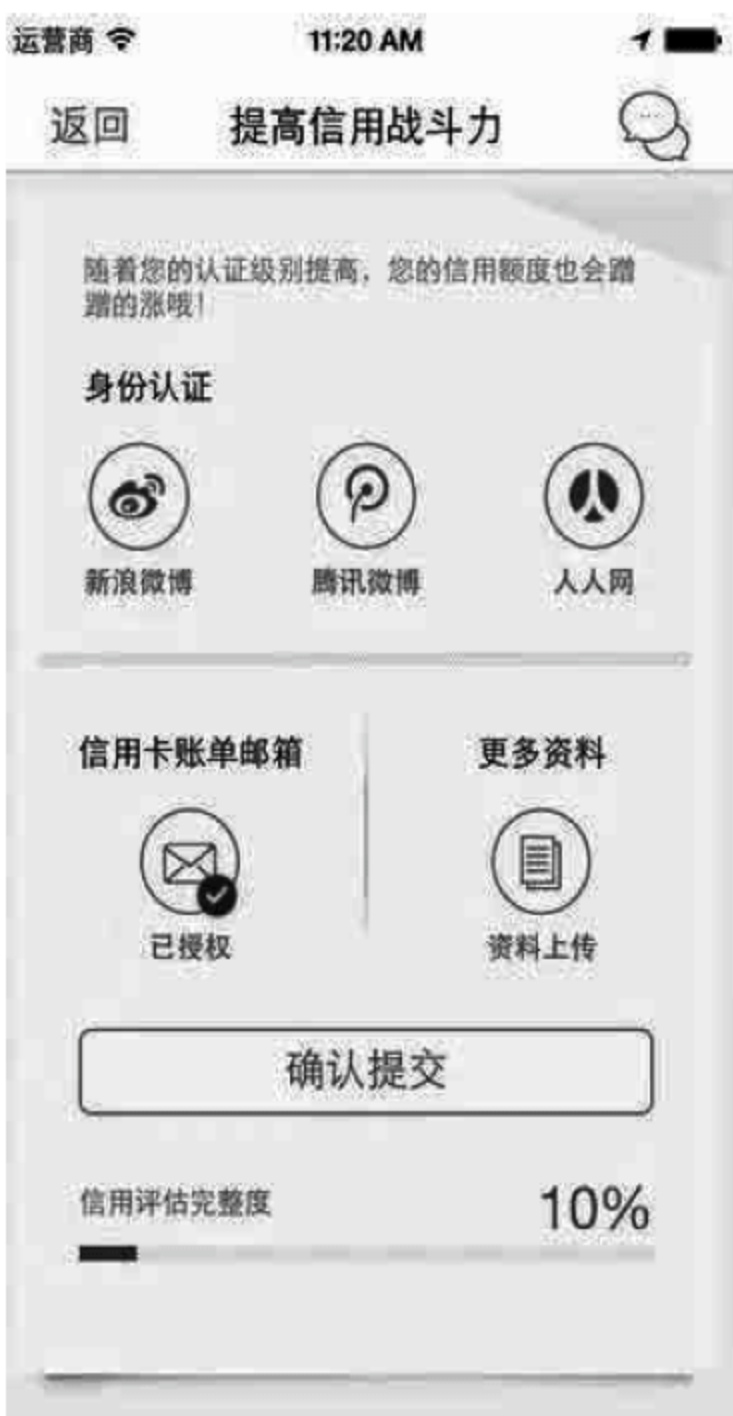 运营商 11:20 AM
返回 提高信用战斗力
随着您的认证级别提高，您的信用额度也会蹭
蹭的涨哦！
身份认证
新浪微博 腾讯微博 人人网
信用卡账单邮箱 更多资料
已授权 资料上传
确认提交
信用评估完整度 10%